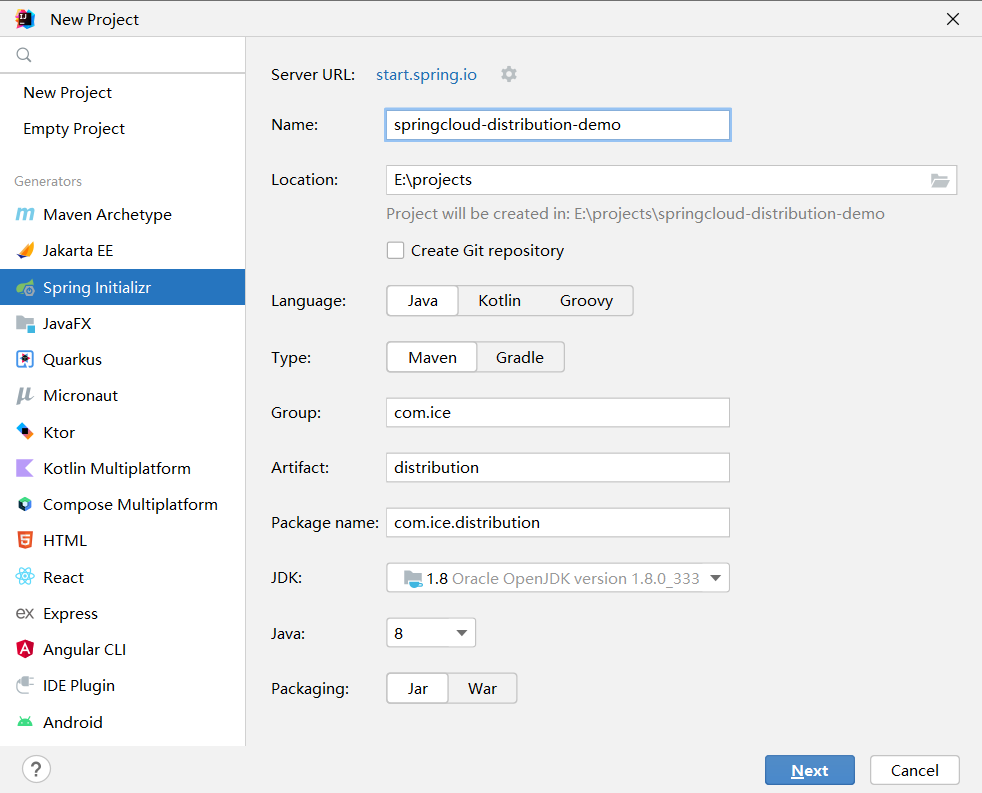 New Project
New Project
Empty Project
Generators
Maven Archetype
Jakarta EE
Spring Initializr
JavaFX
Quarkus
Micronaut
Ktor
Kotlin Multiplatform
Compose Multiplatform
HTML
React
ex Express
Angular CLI
IDE Plugin
Android
Server URL: start.spring.io
Name: springcloud-distribution-demo
Location: E:\projects
Project will be created in: E:\projects\springcloud-distribution-demo
Create Git repository
Language: Java Kotlin Groovy
Type: Maven Gradle
Group: com.ice
Artifact: distribution
Package name: com.ice.distribution
JDK: 1.8 Oracle OpenJDK version 1.8.0_333
Java: 8
Packaging: Jar War
? Next Cancel